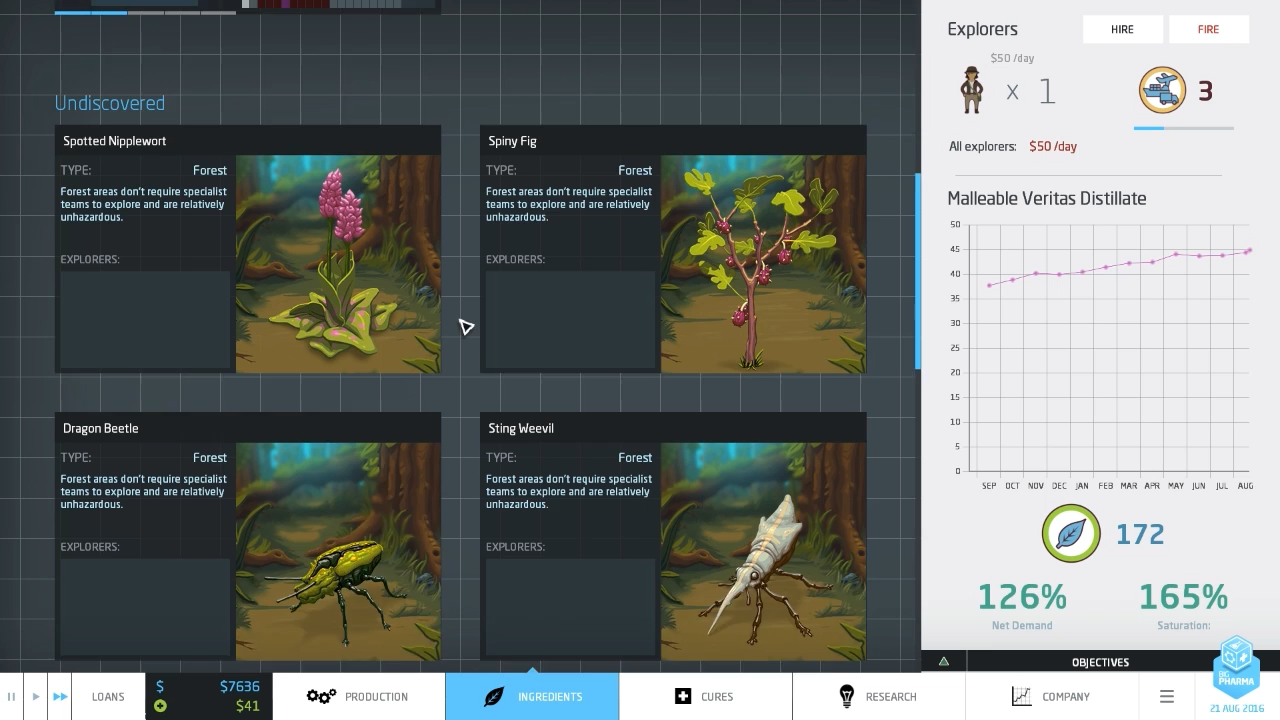 Undiscovered
Spotted Nipplewort
TYPE: Forest
Forest areas don't require specialist
teams to explore and are relatively
unhazardous.
EXPLORERS:
Spiny Fig
TYPE: Forest
Forest areas don't require specialist
teams to explore and are relatively
unhazardous.
EXPLORERS:
Dragon Beetle
TYPE: Forest
Forest areas don't require specialist
teams to explore and are relatively
unhazardous.
EXPLORERS:
Sting Weevil
TYPE: Forest
Forest areas don't require specialist
teams to explore and are relatively
unhazardous.
EXPLORERS:
Explorers HIRE FIRE
$50 /day
X 1 3
All explorers: $50 /day
Malleable Veritas Distillate
50
45
40
35
30
25
20
15
10
5
0
SEP OCT NOV DEC JAN FEB MAR APR MAY JUN JUL AUG
172
126% 165%
Net Demand Saturation:
OBJECTIVES
LOANS
$ $7636
$41
PRODUCTION
INGREDIENTS
CURES
RESEARCH
COMPANY
BIG
PHARMA
21 AUG 2016